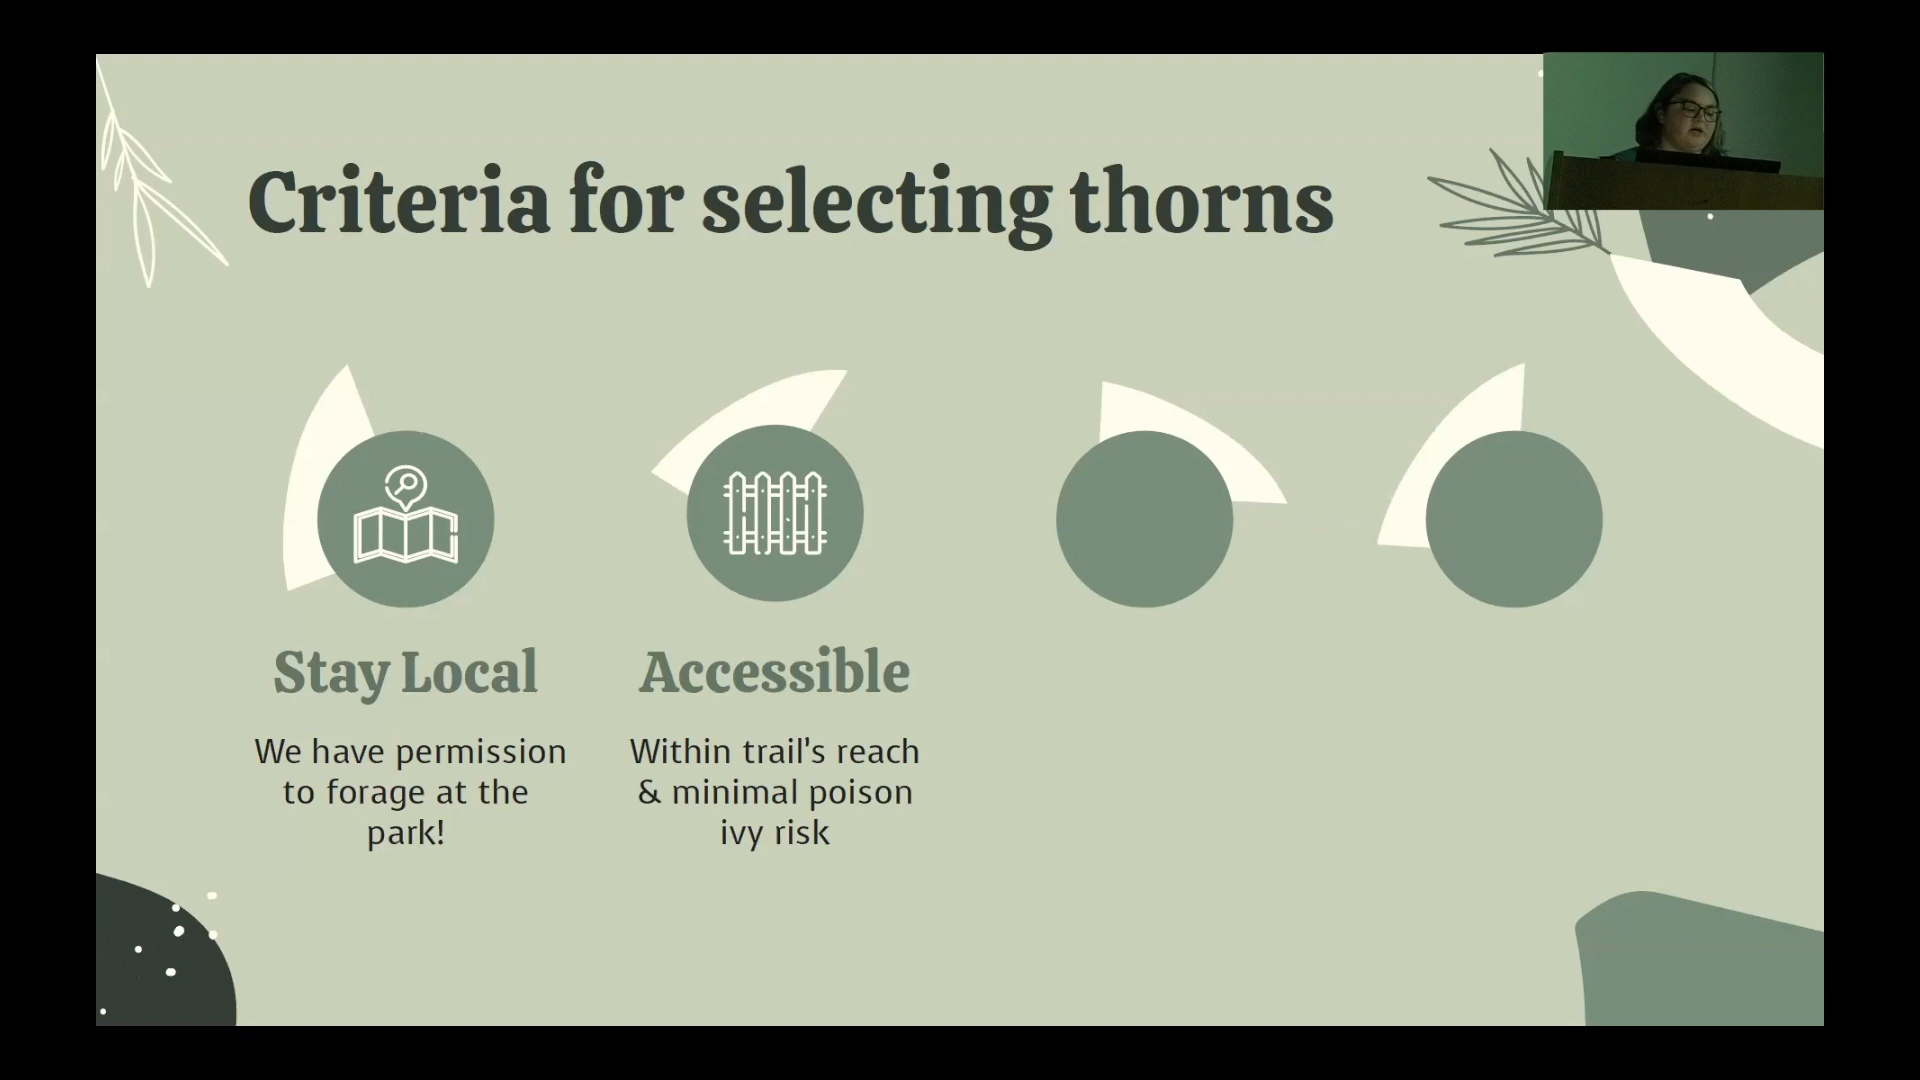 Criteria for selecting thorns
Stay Local
We have permission
to forage at the
park!
Accessible
Within trail's reach
& minimal poison
ivy risk